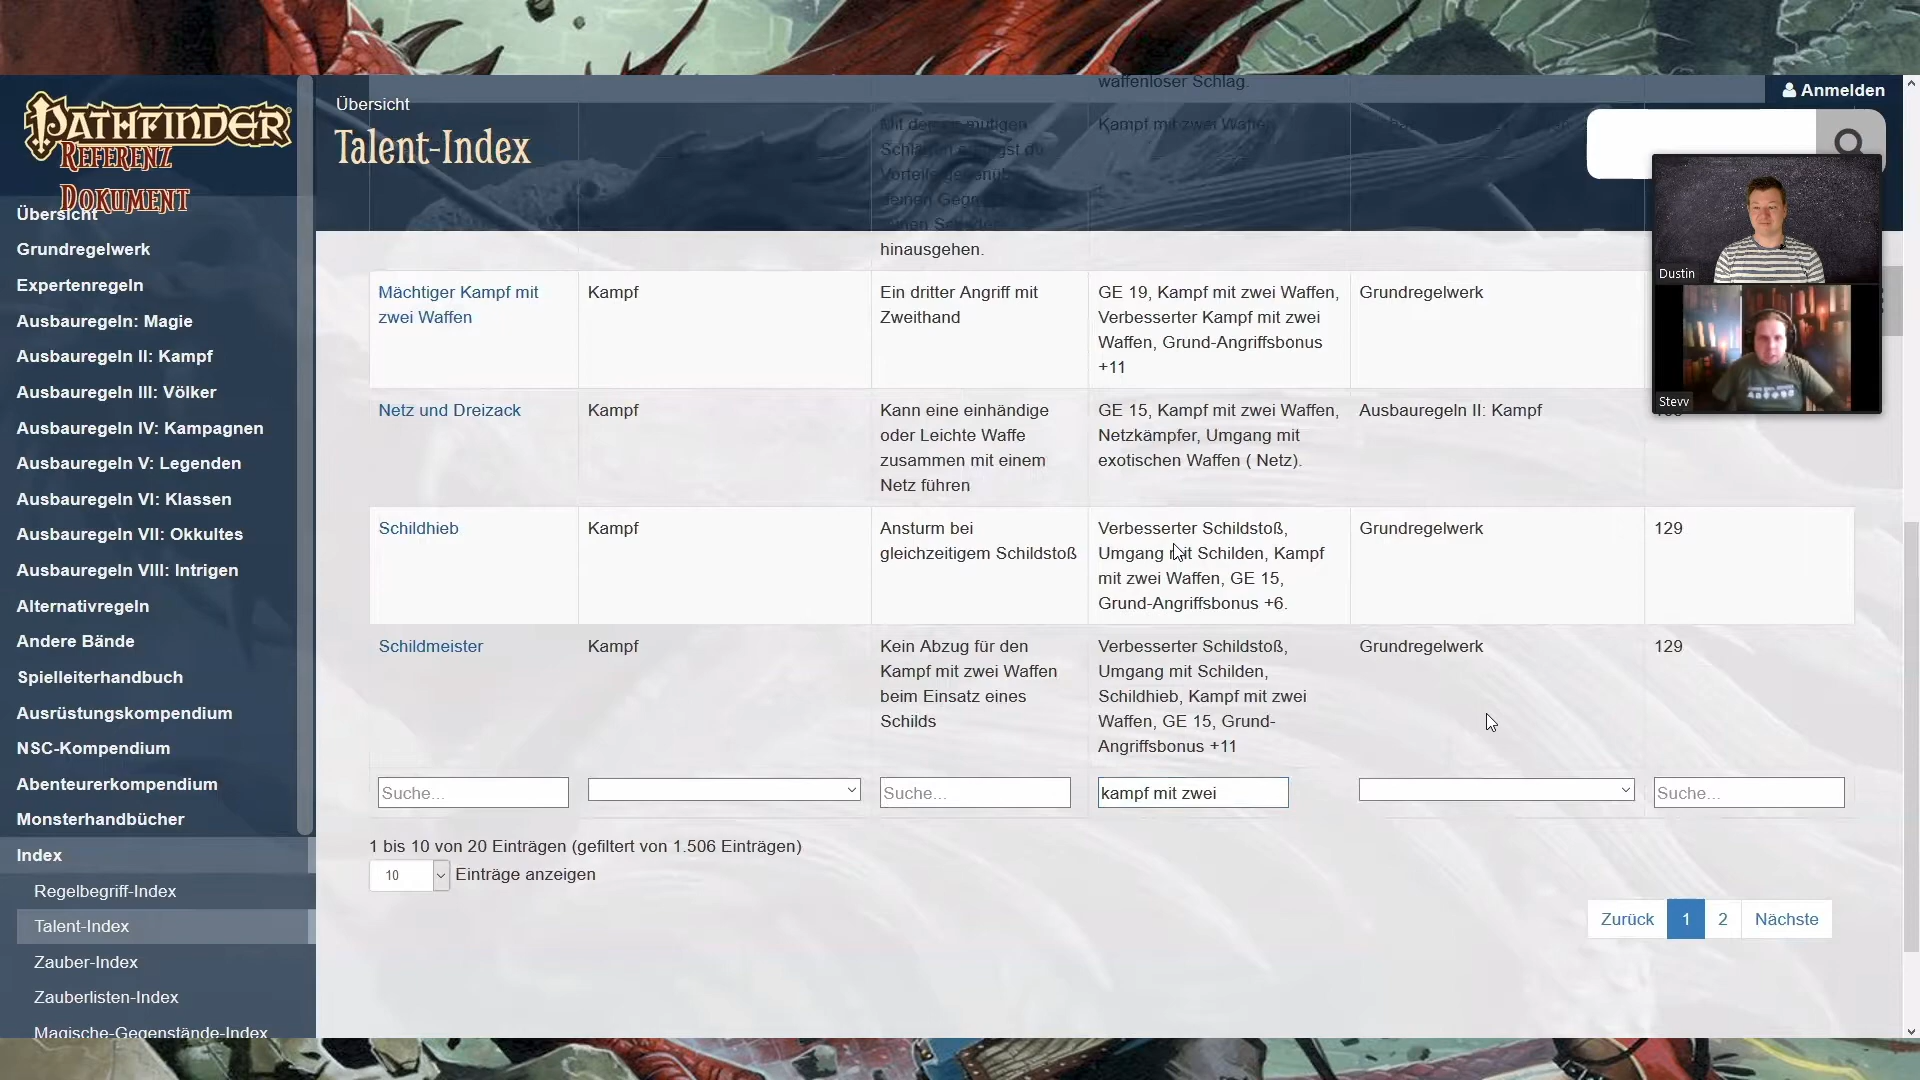 PATHFINDER
REFERENZ
DOKUMENT
Übersicht
Grundregelwerk
Expertenregeln
Ausbauregeln: Magie
Ausbauregeln II: Kampf
Ausbauregeln III: Völker
Ausbauregeln IV: Kampagnen
Ausbauregeln V: Legenden
Ausbauregeln VI: Klassen
Ausbauregeln VII: Okkultes
Ausbauregeln VIII: Intrigen
Alternativregeln
Andere Bände
Spielleiterhandbuch
Ausrüstungskompendium
NSC-Kompendium
Abenteurerkompendium
Monsterhandbücher
Index
Regelbegriff-Index
Talent-Index
Zauber-Index
Zauberlisten-Index
Magische-Gegenstände-Index
Übersicht
Talent-Index
Anmelden
waffenloser Schlag.
Kampf mit zwei Waffen
hinausgehen.
Mächtiger Kampf mit
zwei Waffen
Kampf
Ein dritter Angriff mit
Zweithand
GE 19, Kampf mit zwei Waffen,
Verbesserter Kampf mit zwei
Waffen, Grund-Angriffsbonus
+11
Grundregelwerk
Netz und Dreizack
Kampf
Kann eine einhändige
oder Leichte Waffe
zusammen mit einem
Netz führen
GE 15, Kampf mit zwei Waffen,
Netzkämpfer, Umgang mit
exotischen Waffen ( Netz).
Ausbauregeln II: Kampf
Schildhieb
Kampf
Ansturm bei
gleichzeitigem Schildstoß
Verbesserter Schildstoß,
Umgang mit Schilden, Kampf
mit zwei Waffen, GE 15,
Grund-Angriffsbonus +6.
Grundregelwerk
129
Schildmeister
Kampf
Kein Abzug für den
Kampf mit zwei Waffen
beim Einsatz eines
Schilds
Verbesserter Schildstoß,
Umgang mit Schilden,
Schildhieb, Kampf mit zwei
Waffen, GE 15, Grund-
Angriffsbonus +11
Grundregelwerk
129
Suche...
Suche...
kampf mit zwei
Suche...
1 bis 10 von 20 Einträgen (gefiltert von 1.506 Einträgen)
10 Einträge anzeigen
Zurück 1 2 Nächste
Dustin
Stevv